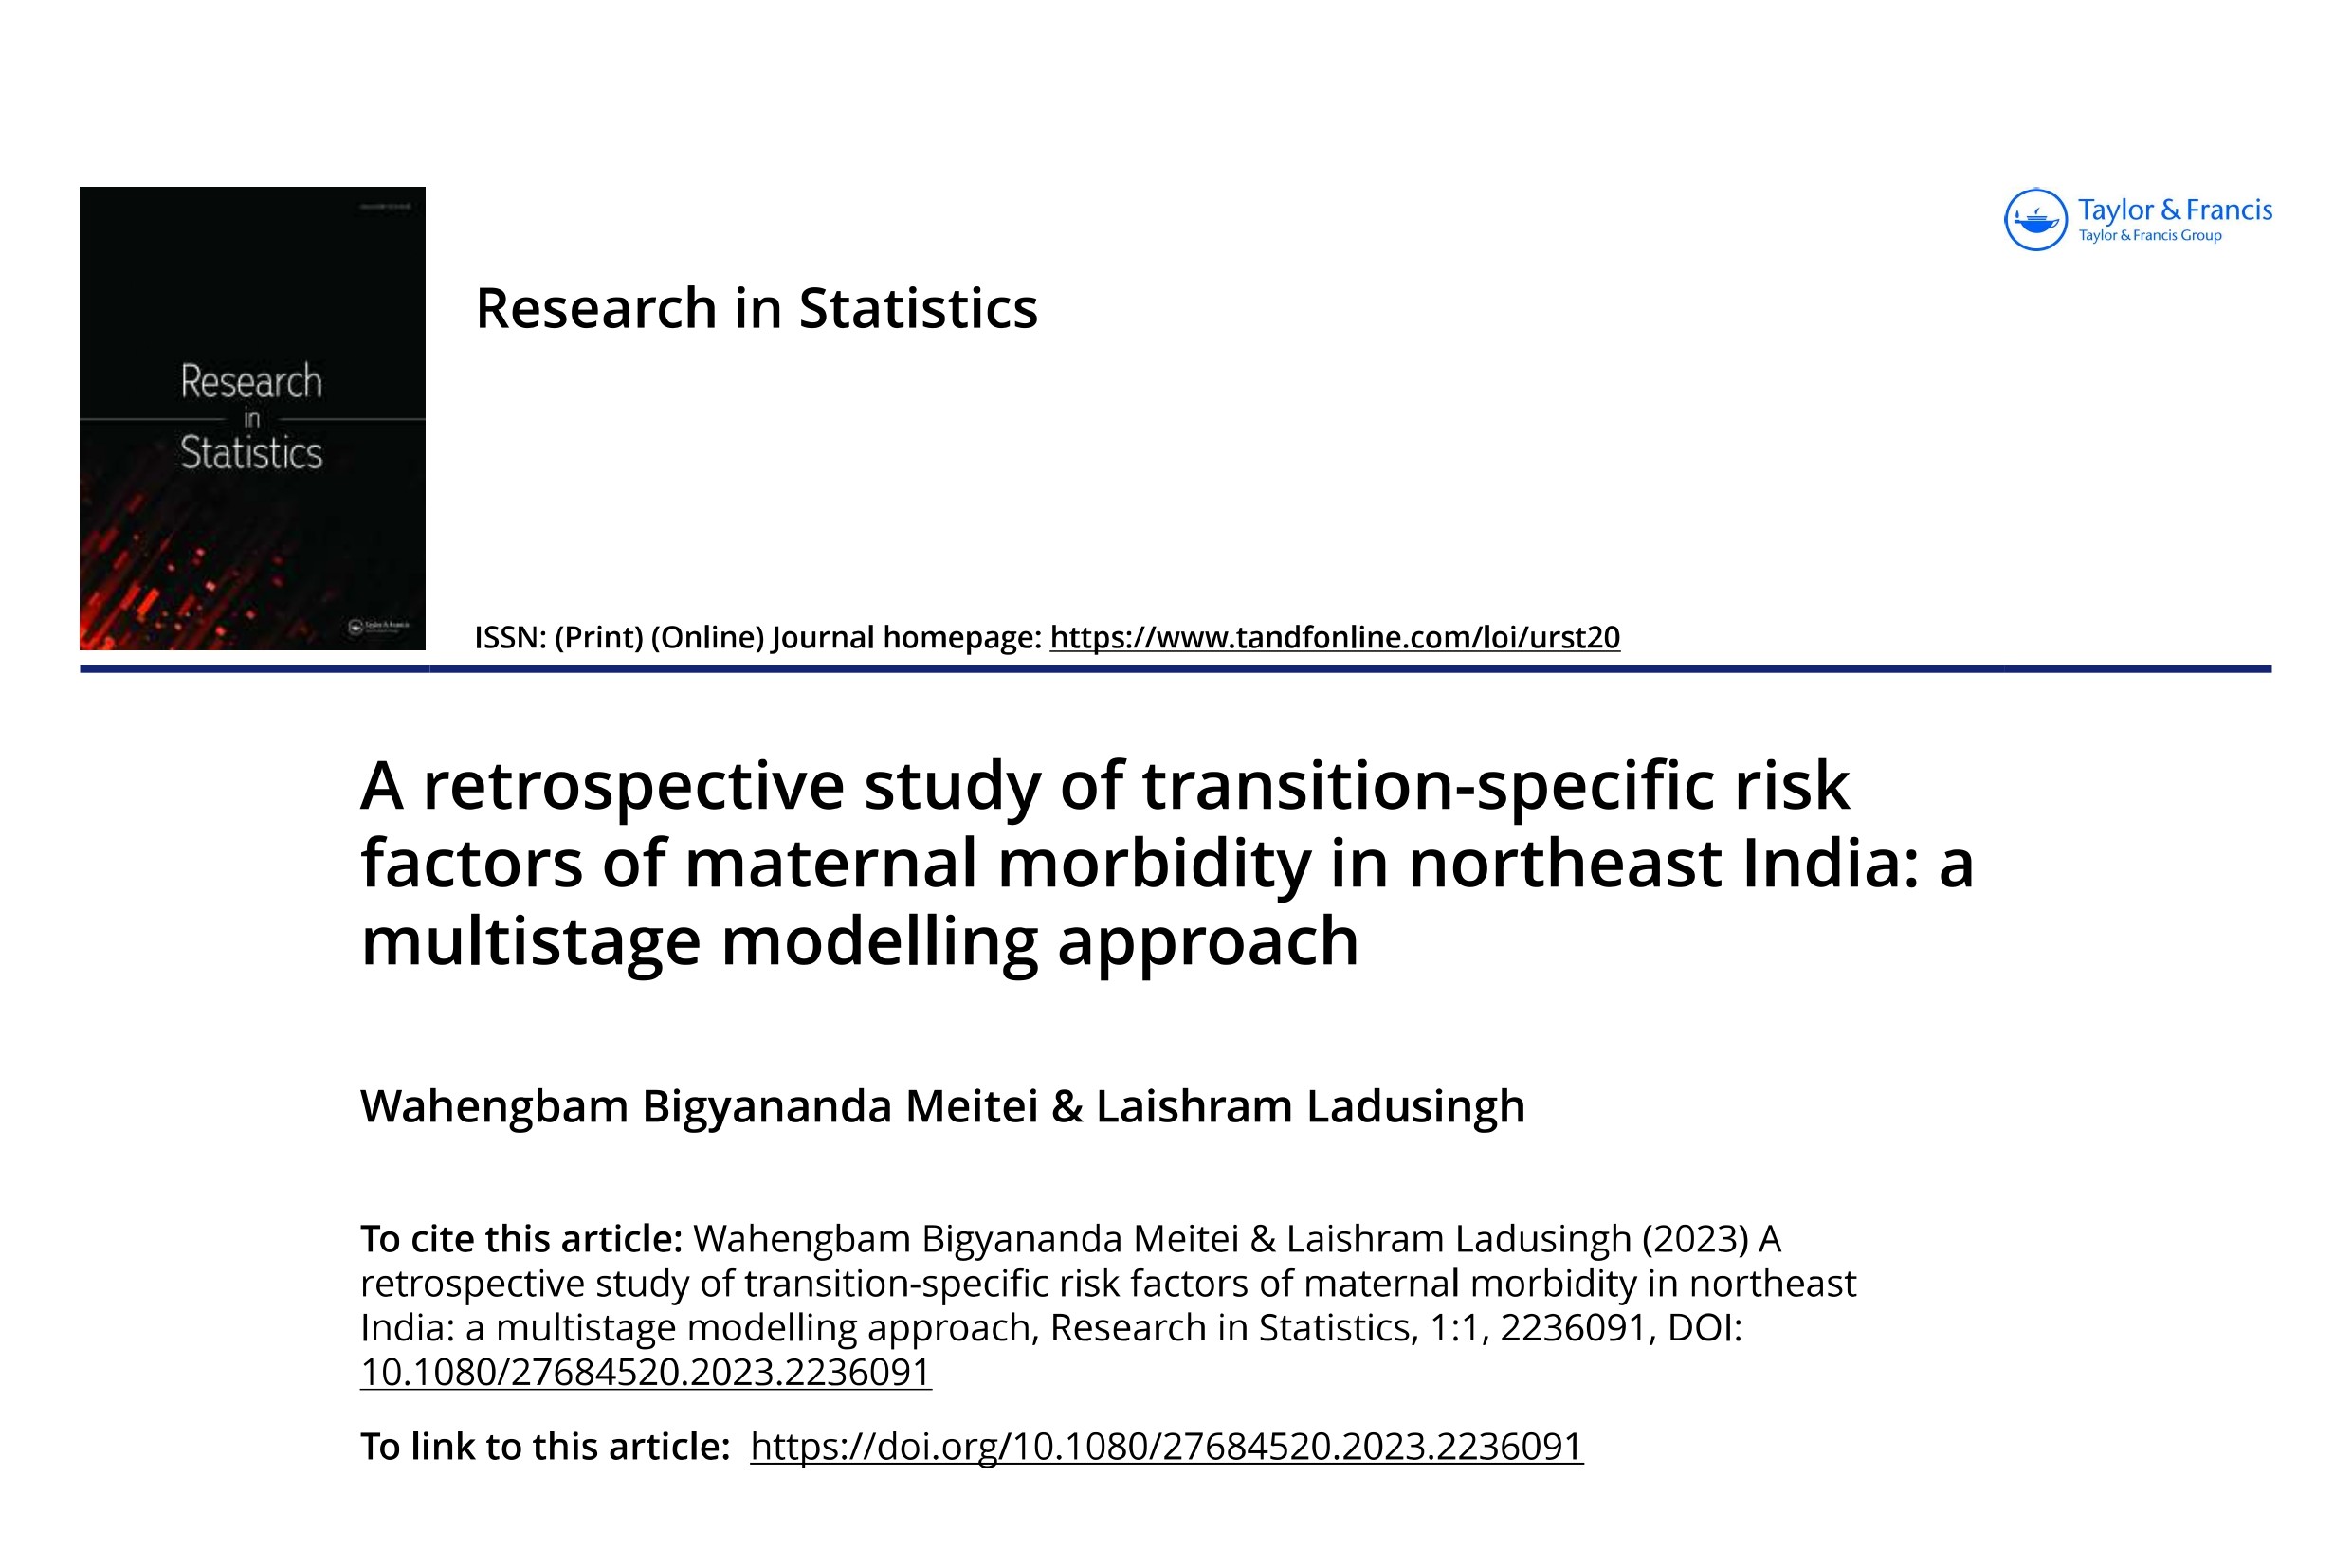 Research
in
Statistics
Taylor & Francis
Taylor & Francis Group
Research in Statistics
ISSN: (Print) (Online) Journal homepage: https://www.tandfonline.com/loi/urst20
A retrospective study of transition-specific risk
factors of maternal morbidity in northeast India: a
multistage modelling approach
Wahengbam Bigyananda Meitei & Laishram Ladusingh
To cite this article: Wahengbam Bigyananda Meitei & Laishram Ladusingh (2023) A
retrospective study of transition-specific risk factors of maternal morbidity in northeast
India: a multistage modelling approach, Research in Statistics, 1:1, 2236091, DOI:
10.1080/27684520.2023.2236091
To link to this article: https://doi.org/10.1080/27684520.2023.2236091